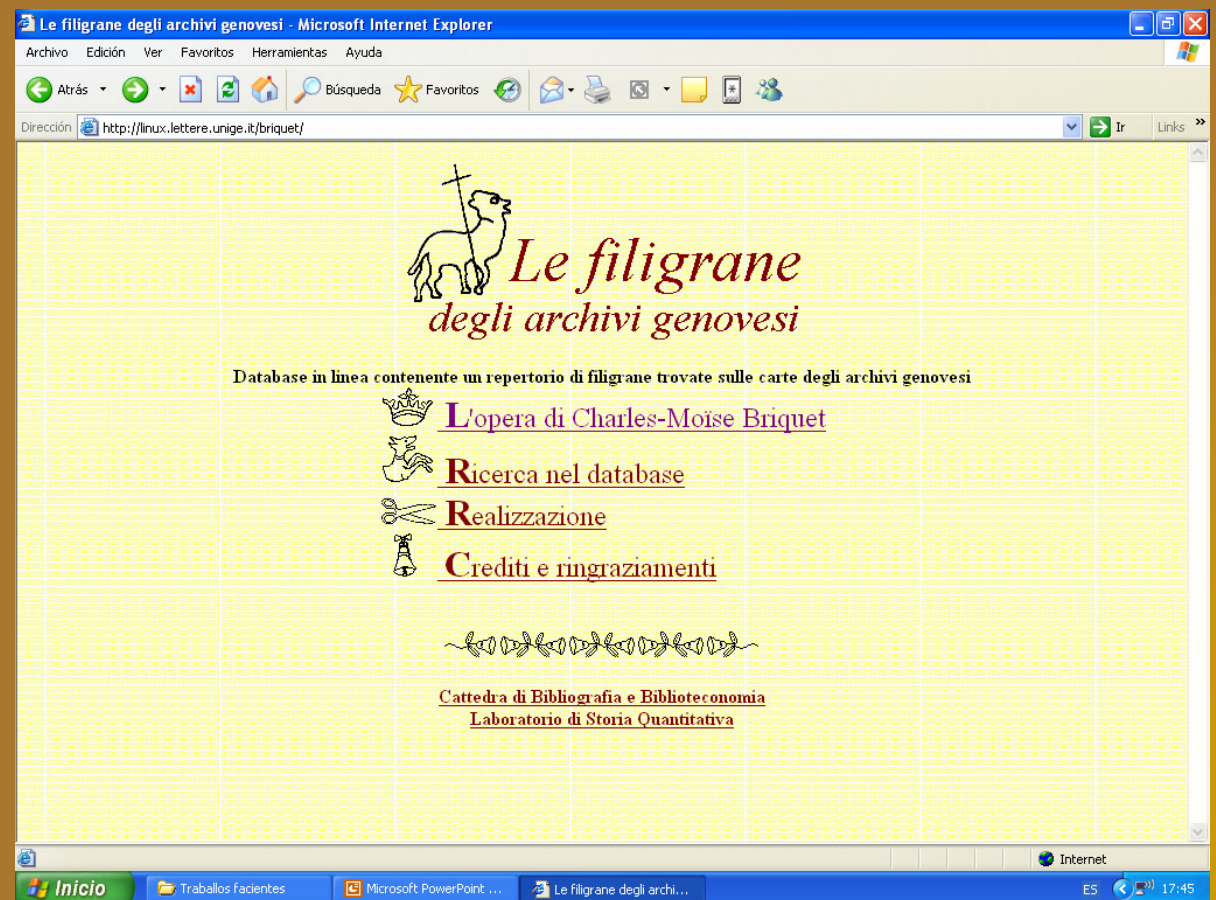 Le filigrane degli archivi genovesi - Microsoft Internet Explorer
Archivo Edición Ver Favoritos Herramientas Ayuda
Atrás Búsqueda Favoritos
Dirección http://linux.lettere.unige.it/briquet/ Ir Links »
Le filigrane
degli archivi genovesi
Database in linea contenente un repertorio di filigrane trovate sulle carte degli archivi genovesi
L'opera di Charles-Moïse Briquet
Ricerca nel database
Realizzazione
Crediti e ringraziamenti
Cattedra di Bibliografia e Biblioteconomia
Laboratorio di Storia Quantitativa
Internet
Inicio Traballos facientes Microsoft PowerPoint ... Le filigrane degli archi... ES 17:45